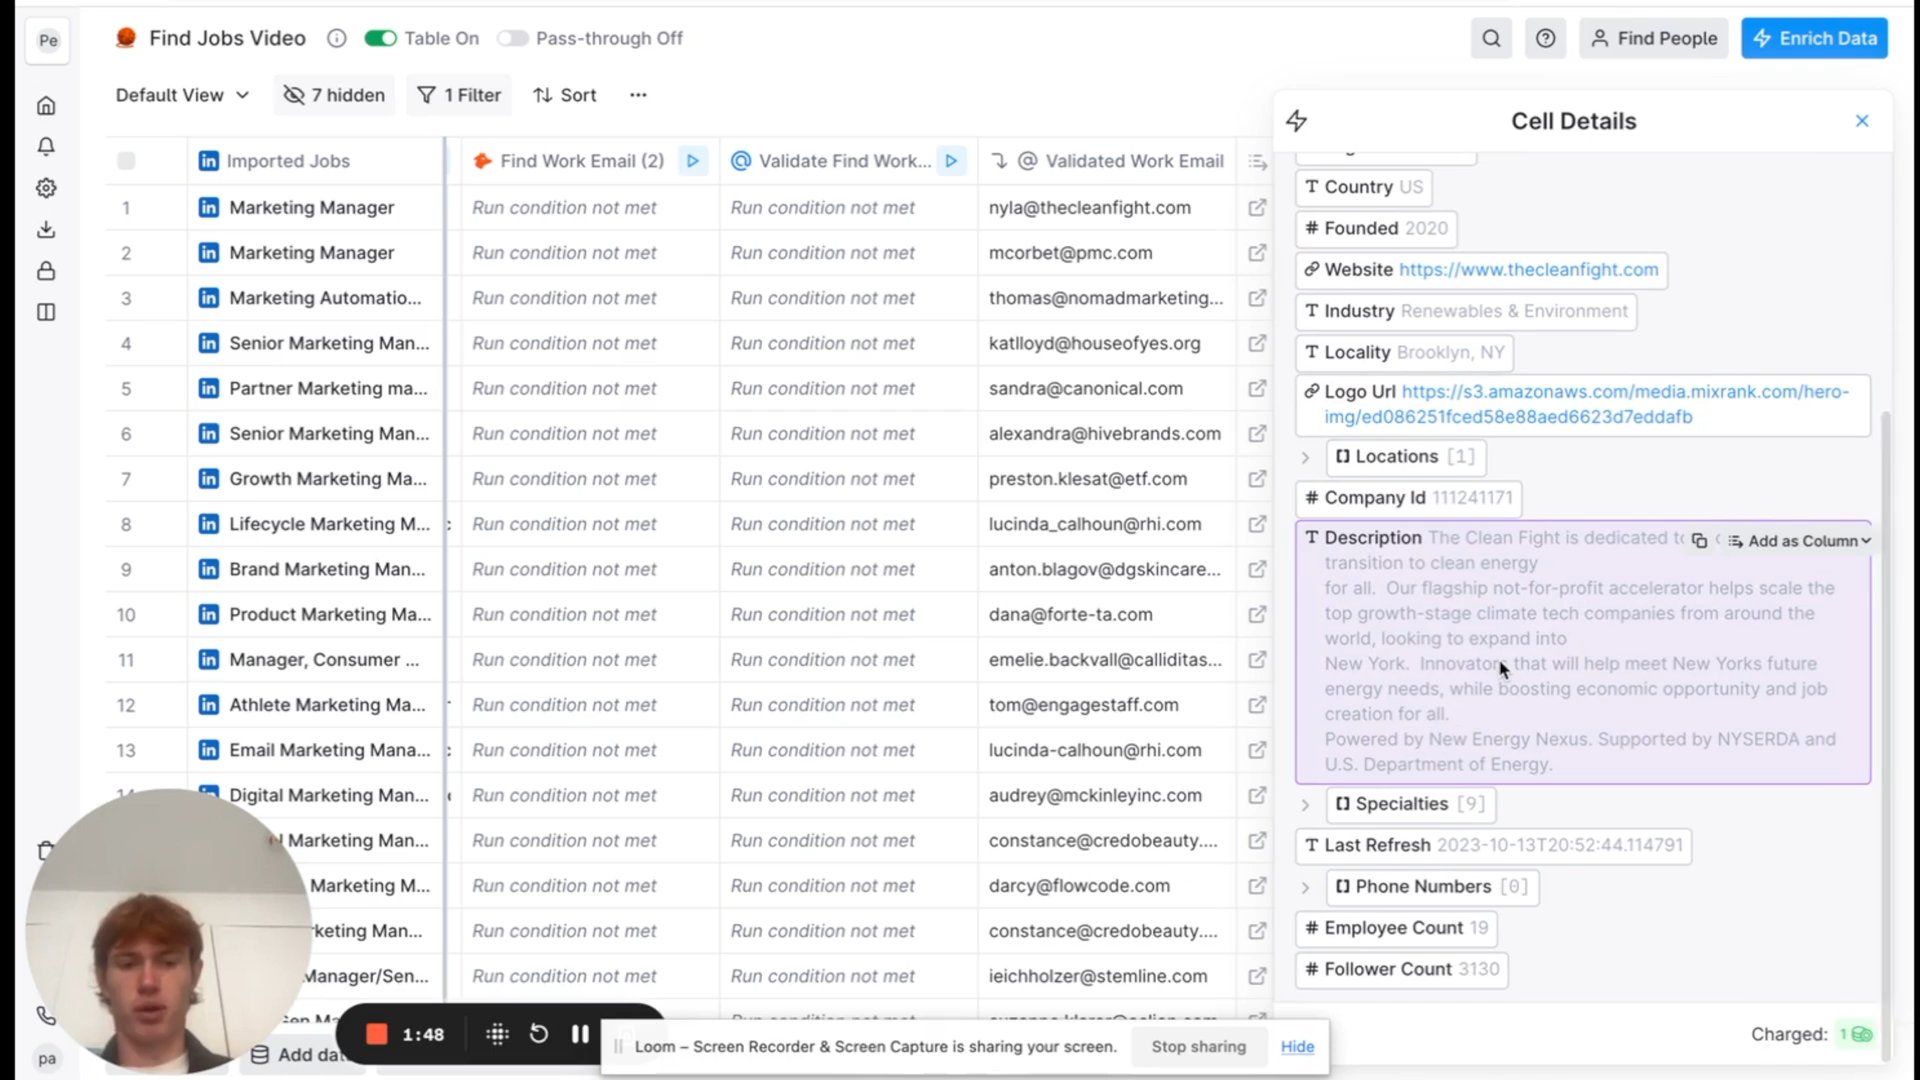 Pe
Find Jobs Video
Table On
Pass-through Off
Find People
Enrich Data
Default View
7 hidden
1 Filter
Sort
Imported Jobs
Find Work Email (2)
Validate Find Work...
Validated Work Email
1 Marketing Manager Run condition not met Run condition not met nyla@thecleanfight.com
2 Marketing Manager Run condition not met Run condition not met mcorbet@pmc.com
3 Marketing Automatio... Run condition not met Run condition not met thomas@nomadmarketing...
4 Senior Marketing Man... Run condition not met Run condition not met katlloyd@houseofyes.org
5 Partner Marketing ma... Run condition not met Run condition not met sandra@canonical.com
6 Senior Marketing Man... Run condition not met Run condition not met alexandra@hivebrands.com
7 Growth Marketing Ma... Run condition not met Run condition not met preston.klesat@etf.com
8 Lifecycle Marketing M... Run condition not met Run condition not met lucinda_calhoun@rhi.com
9 Brand Marketing Man... Run condition not met Run condition not met anton.blagov@dgskincare...
10 Product Marketing Ma... Run condition not met Run condition not met dana@forte-ta.com
11 Manager, Consumer ... Run condition not met Run condition not met emelie.backvall@calliditas...
12 Athlete Marketing Ma... Run condition not met Run condition not met tom@engagestaff.com
13 Email Marketing Mana... Run condition not met Run condition not met lucinda-calhoun@rhi.com
14 Digital Marketing Man... Run condition not met Run condition not met audrey@mckinleyinc.com
Marketing Man... Run condition not met Run condition not met constance@credobeauty....
Marketing M... Run condition not met Run condition not met darcy@flowcode.com
rketing Man... Run condition not met Run condition not met constance@credobeauty....
Manager/Sen... Run condition not met Run condition not met ieichholzer@stemline.com
pa
Add dat
1:48
Loom – Screen Recorder & Screen Capture is sharing your screen.
Stop sharing
Hide
Cell Details
Country US
Founded 2020
Website https://www.thecleanfight.com
Industry Renewables & Environment
Locality Brooklyn, NY
Logo Url https://s3.amazonaws.com/media.mixrank.com/hero-
img/ed086251fced58e88aed6623d7eddafb
Locations [1]
Company Id 111241171
Description The Clean Fight is dedicated to
Add as Column
transition to clean energy
for all. Our flagship not-for-profit accelerator helps scale the
top growth-stage climate tech companies from around the
world, looking to expand into
New York. Innovators that will help meet New Yorks future
energy needs, while boosting economic opportunity and job
creation for all.
Powered by New Energy Nexus. Supported by NYSERDA and
U.S. Department of Energy.
Specialties [9]
Last Refresh 2023-10-13T20:52:44.114791
Phone Numbers [0]
Employee Count 19
Follower Count 3130
Charged: 1